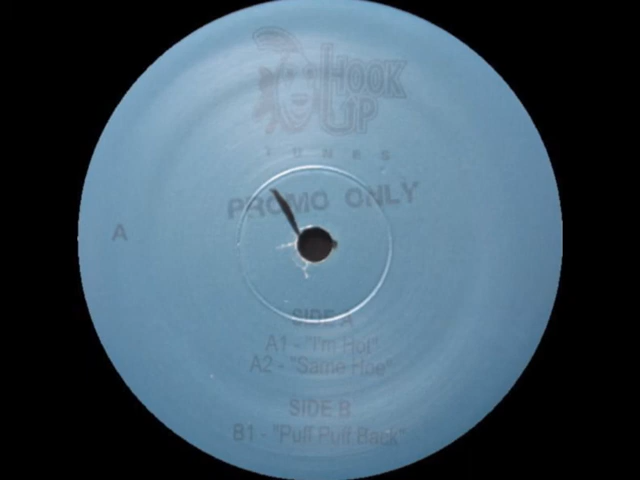 HOOK
UP
TUNES
PROMO ONLY
A
SIDE A
A1 - "I'm Hot"
A2 - "Same Hoe"
SIDE B
B1 - "Puff Puff Back"